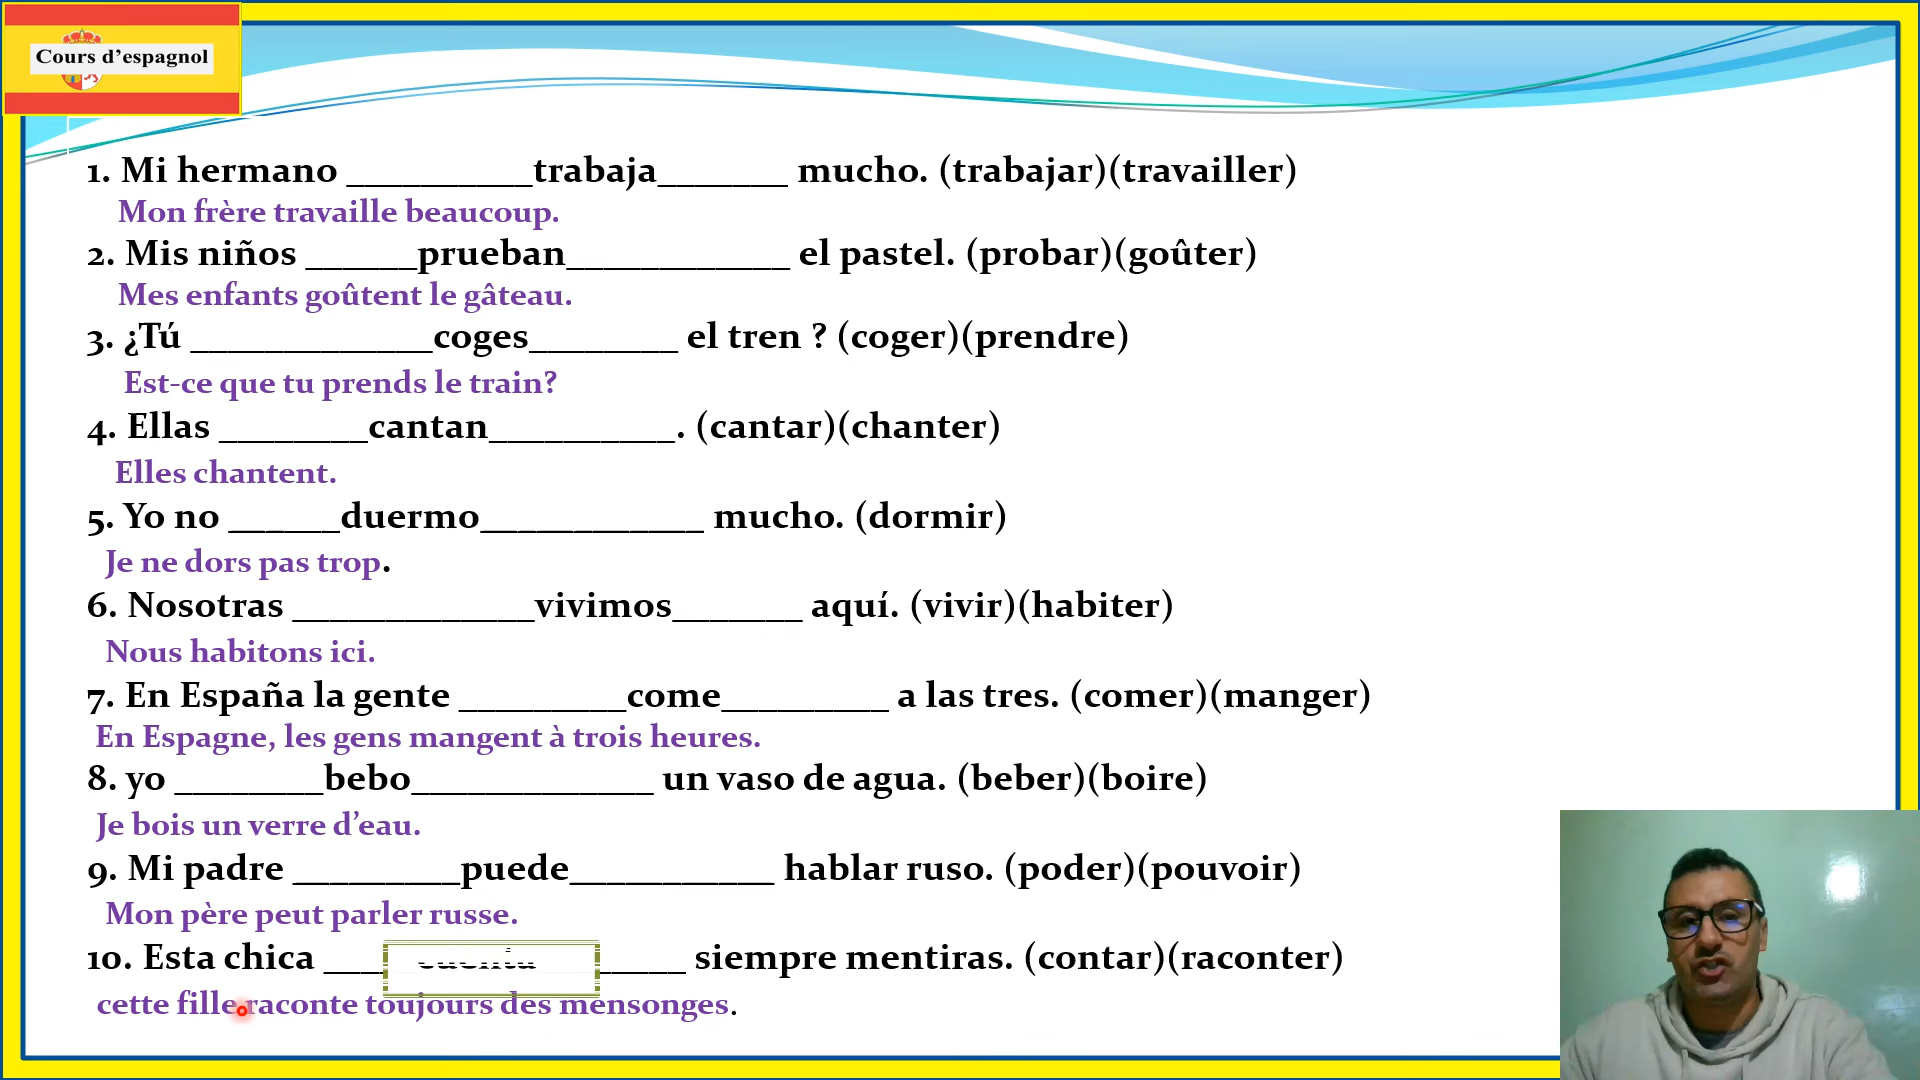 Cours d’espagnol
1. Mi hermano __________trabaja_______ mucho. (trabajar)(travailler)
Mon frère travaille beaucoup.
2. Mis niños ______prueban____________ el pastel. (probar)(goûter)
Mes enfants goûtent le gâteau.
3. ¿Tú _____________coges________ el tren ? (coger)(prendre)
Est-ce que tu prends le train?
4. Ellas ________cantan__________. (cantar)(chanter)
Elles chantent.
5. Yo no ______duermo____________ mucho. (dormir)
Je ne dors pas trop.
6. Nosotras _____________vivimos_______ aquí. (vivir)(habiter)
Nous habitons ici.
7. En España la gente _________come_________ a las tres. (comer)(manger)
En Espagne, les gens mangent à trois heures.
8. yo ________bebo_____________ un vaso de agua. (beber)(boire)
Je bois un verre d’eau.
9. Mi padre _________puede___________ hablar ruso. (poder)(pouvoir)
Mon père peut parler russe.
10. Esta chica ____ _____ siempre mentiras. (contar)(raconter)
cette fille raconte toujours des mensonges.